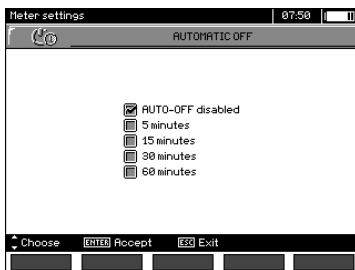 Meter settings 07:50
AUTOMATIC OFF
AUTO-OFF disabled
5 minutes
15 minutes
30 minutes
60 minutes
Choose ENTER Accept ESC Exit